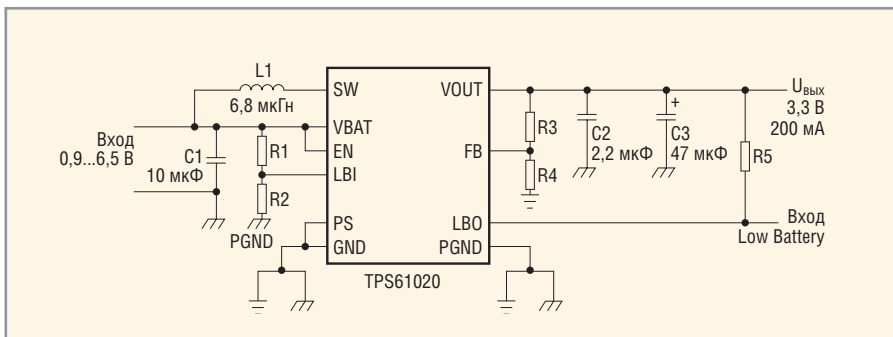 L1
6,8 мкГн
SW
VOUT
Uвых
3,3 В
200 мА
Вход
0,9...6,5 В
C1
10 мкФ
R1
R2
PGND
VBAT
EN
LBI
PS
GND
FB
LBO
PGND
TPS61020
R3
R4
C2
2,2 мкФ
+
C3
47 мкФ
R5
Вход
Low Battery